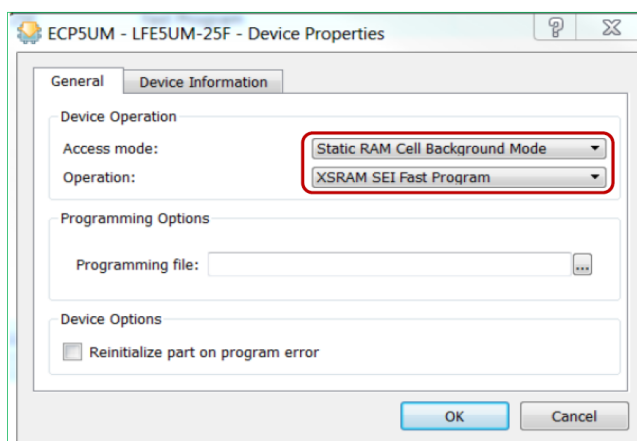 ECP5UM - LFE5UM-25F - Device Properties
General
Device Information
Device Operation
Access mode:
Static RAM Cell Background Mode
Operation:
XSRAM SEI Fast Program
Programming Options
Programming file:
...
Device Options
Reinitialize part on program error
OK
Cancel